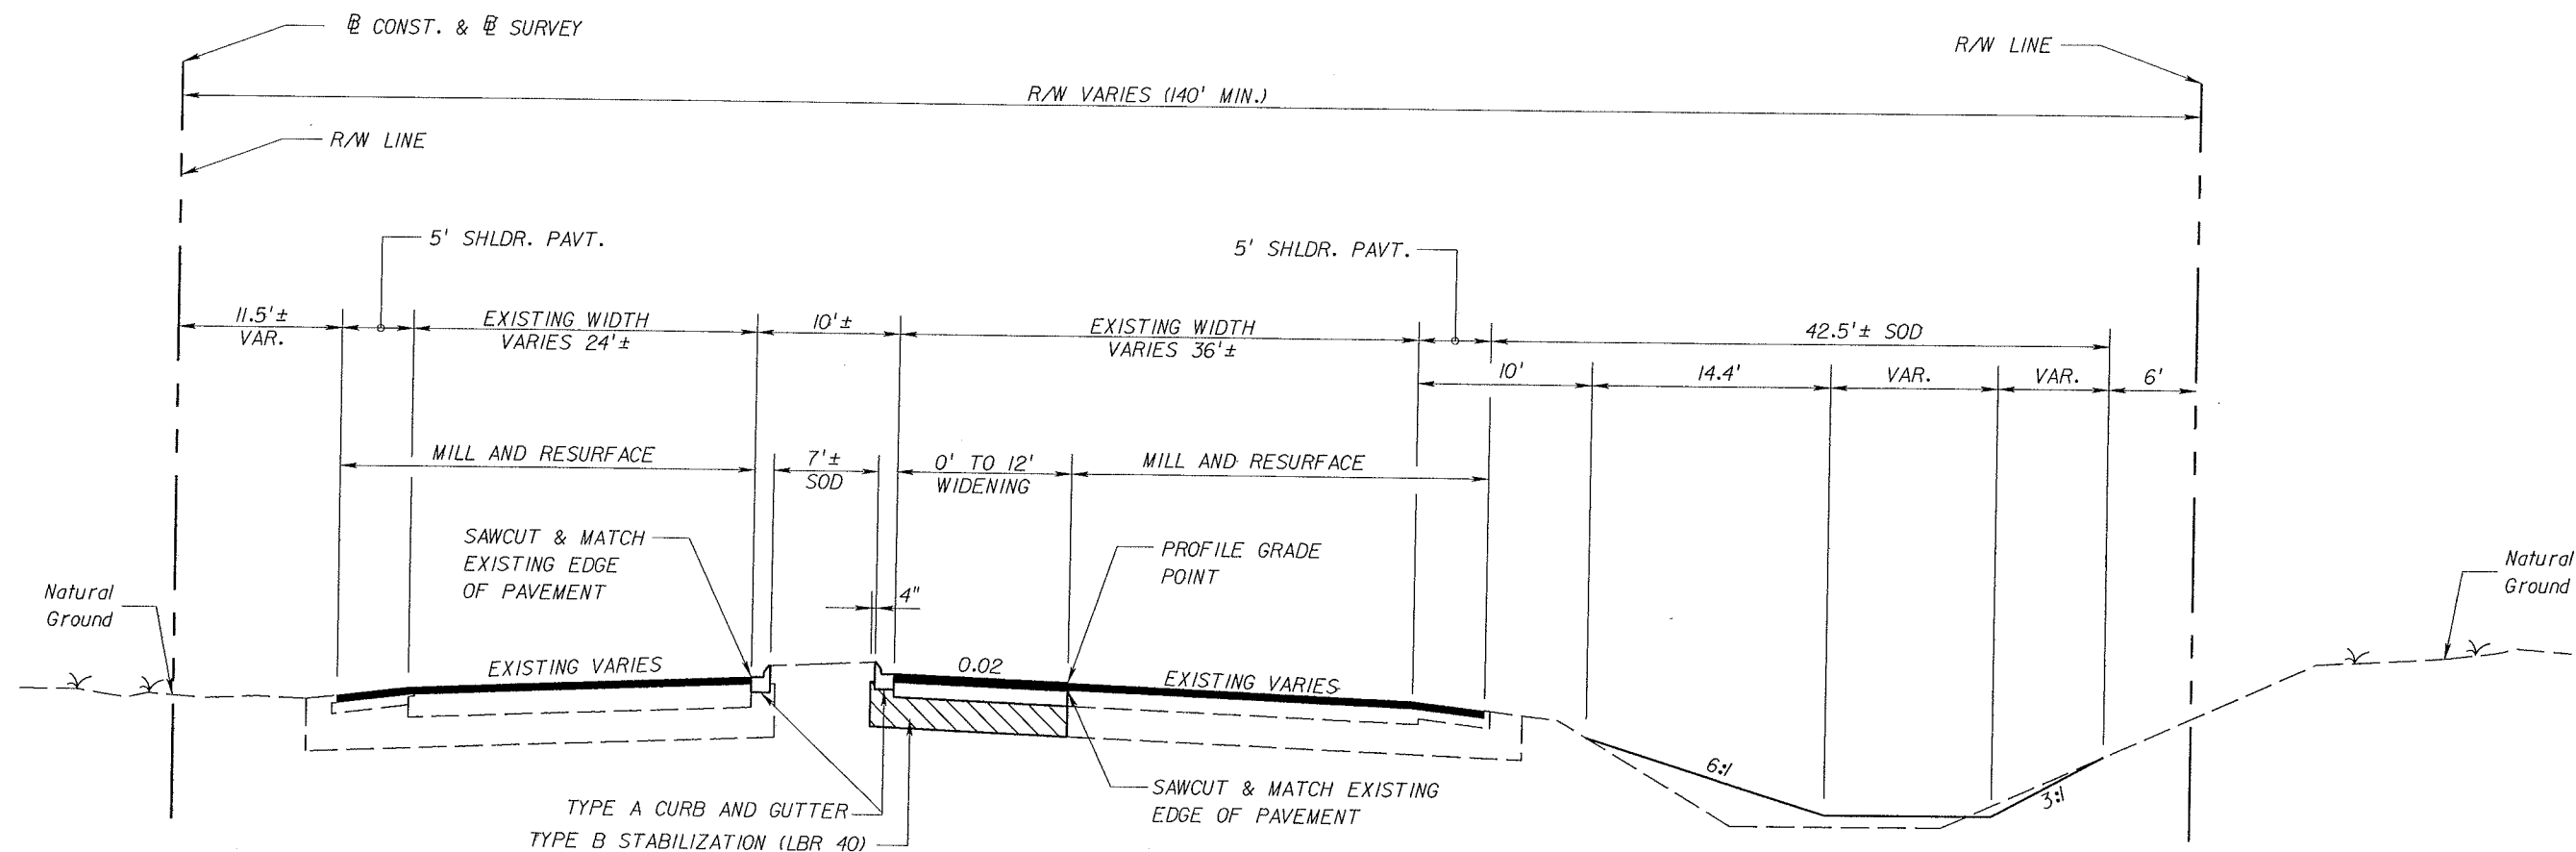 ℄ CONST. & ℄ SURVEY
R/W LINE
R/W VARIES (140' MIN.)
R/W LINE
5' SHLDR. PAVT.
5' SHLDR. PAVT.
11.5'±
VAR.
EXISTING WIDTH
VARIES 24'±
10'±
EXISTING WIDTH
VARIES 36'±
42.5'± SOD
10'
14.4'
VAR.
VAR.
6'
MILL AND RESURFACE
7'±
SOD
0' TO 12'
WIDENING
MILL AND RESURFACE
SAWCUT & MATCH
EXISTING EDGE
OF PAVEMENT
PROFILE GRADE
POINT
4"
Natural
Ground
Natural
Ground
EXISTING VARIES
0.02
EXISTING VARIES
6:1
3:1
TYPE A CURB AND GUTTER
TYPE B STABILIZATION (LBR 40)
SAWCUT & MATCH EXISTING
EDGE OF PAVEMENT